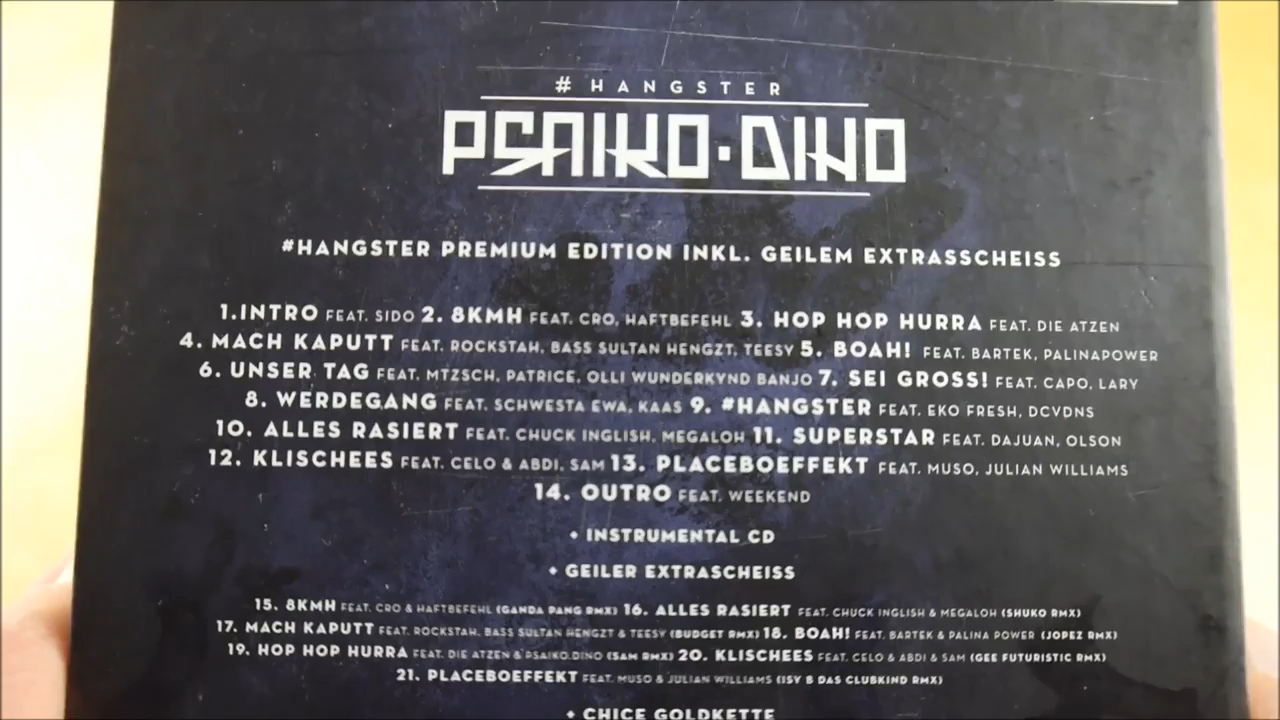 # HANGSTER
PSAIKO·DINO
#HANGSTER PREMIUM EDITION INKL. GEILEM EXTRASSCHEISS
1.INTRO FEAT. SIDO 2. 8KMH FEAT. CRO, HAFTBEFEHL 3. HOP HOP HURRA FEAT. DIE ATZEN
4. MACH KAPUTT FEAT. ROCKSTAH, BASS SULTAN HENGZT, TEESY 5. BOAH! FEAT. BARTEK, PALINAPOWER
6. UNSER TAG FEAT. MTZSCH, PATRICE, OLLI WUNDERKYND BANJO 7. SEI GROSS! FEAT. CAPO, LARY
8. WERDEGANG FEAT. SCHWESTA EWA, KAAS 9. #HANGSTER FEAT. EKO FRESH, DCVDNS
10. ALLES RASIERT FEAT. CHUCK INGLISH, MEGALOH 11. SUPERSTAR FEAT. DAJUAN, OLSON
12. KLISCHEES FEAT. CELO & ABDI, SAM 13. PLACEBOEFFEKT FEAT. MUSO, JULIAN WILLIAMS
14. OUTRO FEAT. WEEKEND
+ INSTRUMENTAL CD
+ GEILER EXTRASCHEISS
15. 8KMH FEAT. CRO & HAFTBEFEHL (GANDA PANG RMX) 16. ALLES RASIERT FEAT. CHUCK INGLISH & MEGALOH (SHUKO RMX)
17. MACH KAPUTT FEAT. ROCKSTAH, BASS SULTAN HENGZT & TEESY (BUDGET RMX) 18. BOAH! FEAT. BARTEK & PALINA POWER (JOPEZ RMX)
19. HOP HOP HURRA FEAT. DIE ATZEN & PSAIKO.DINO (SAM RMX) 20. KLISCHEES FEAT. CELO & ABDI & SAM (GEE FUTURISTIC RMX)
21. PLACEBOEFFEKT FEAT. MUSO & JULIAN WILLIAMS (ISY B DAS CLUBKIND RMX)
+ CHICE GOLDKETTE